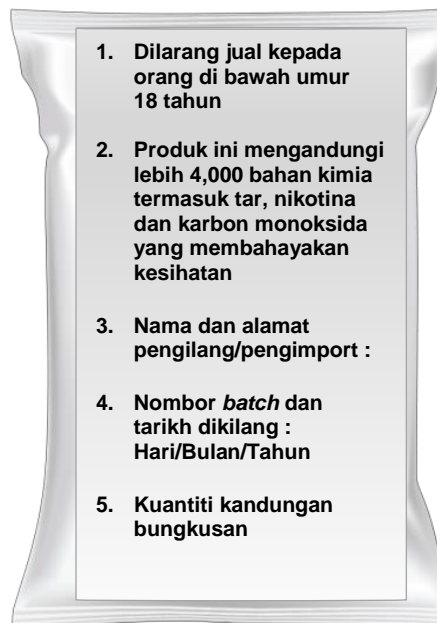 1. Dilarang jual kepada
orang di bawah umur
18 tahun
2. Produk ini mengandungi
lebih 4,000 bahan kimia
termasuk tar, nikotina
dan karbon monoksida
yang membahayakan
kesihatan
3. Nama dan alamat
pengilang/pengimport :
4. Nombor batch dan
tarikh dikilang :
Hari/Bulan/Tahun
5. Kuantiti kandungan
bungkusan